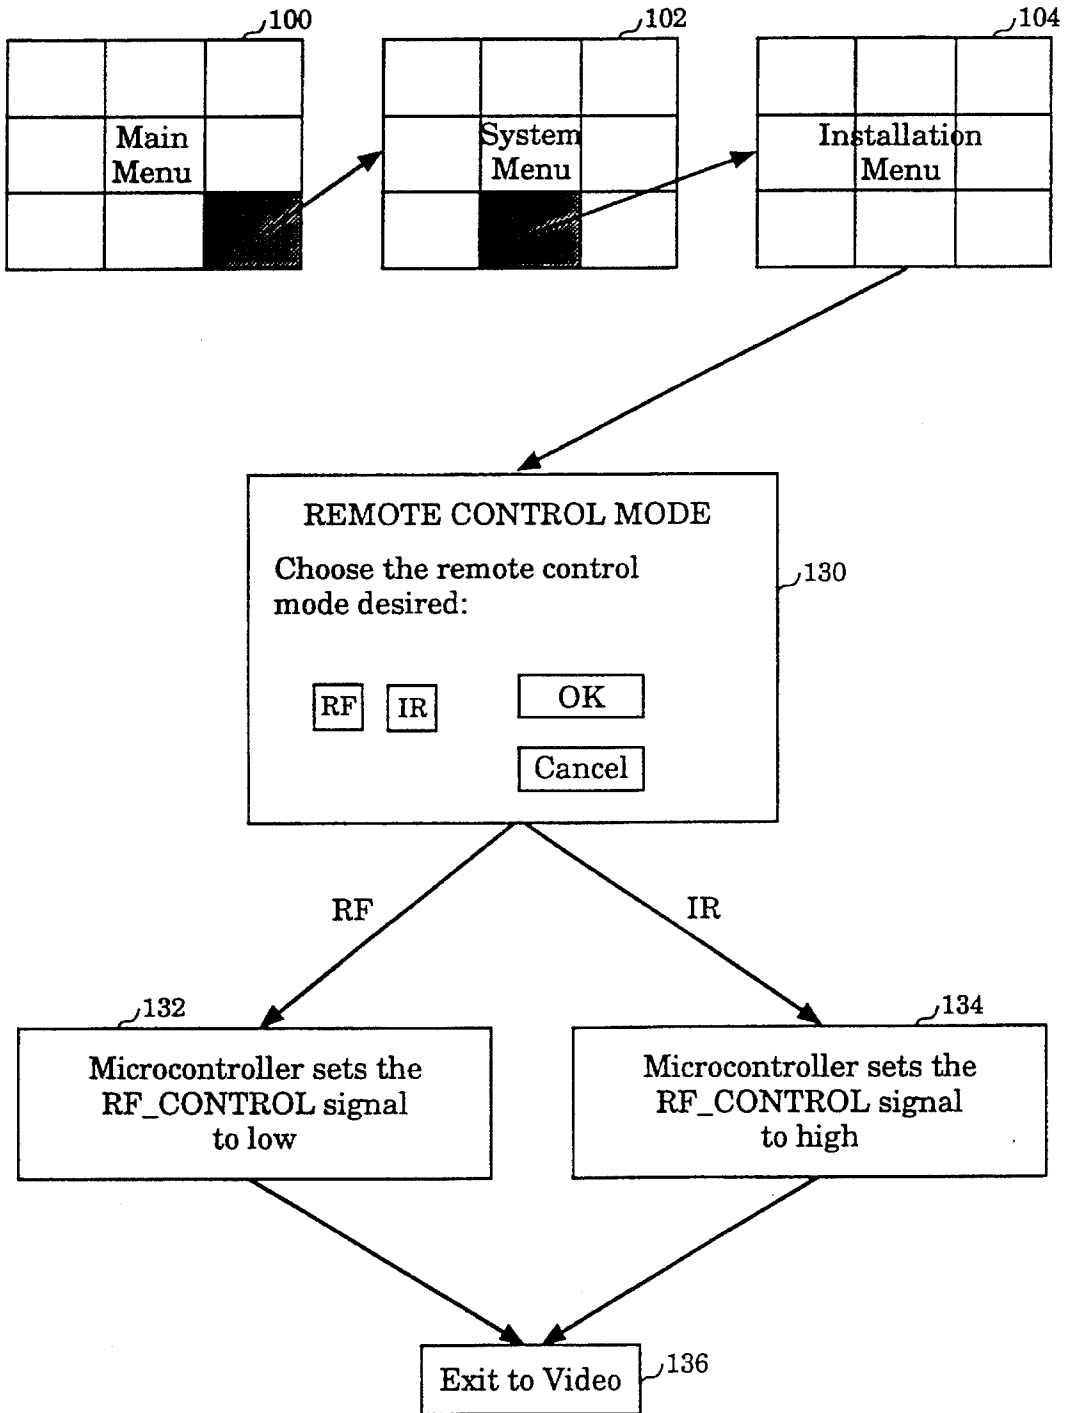 100
102
104
Main
Menu
System
Menu
Installation
Menu
REMOTE CONTROL MODE
Choose the remote control
mode desired:
130
RF
IR
OK
Cancel
RF
IR
132
134
Microcontroller sets the
RF_CONTROL signal
to low
Microcontroller sets the
RF_CONTROL signal
to high
Exit to Video
136